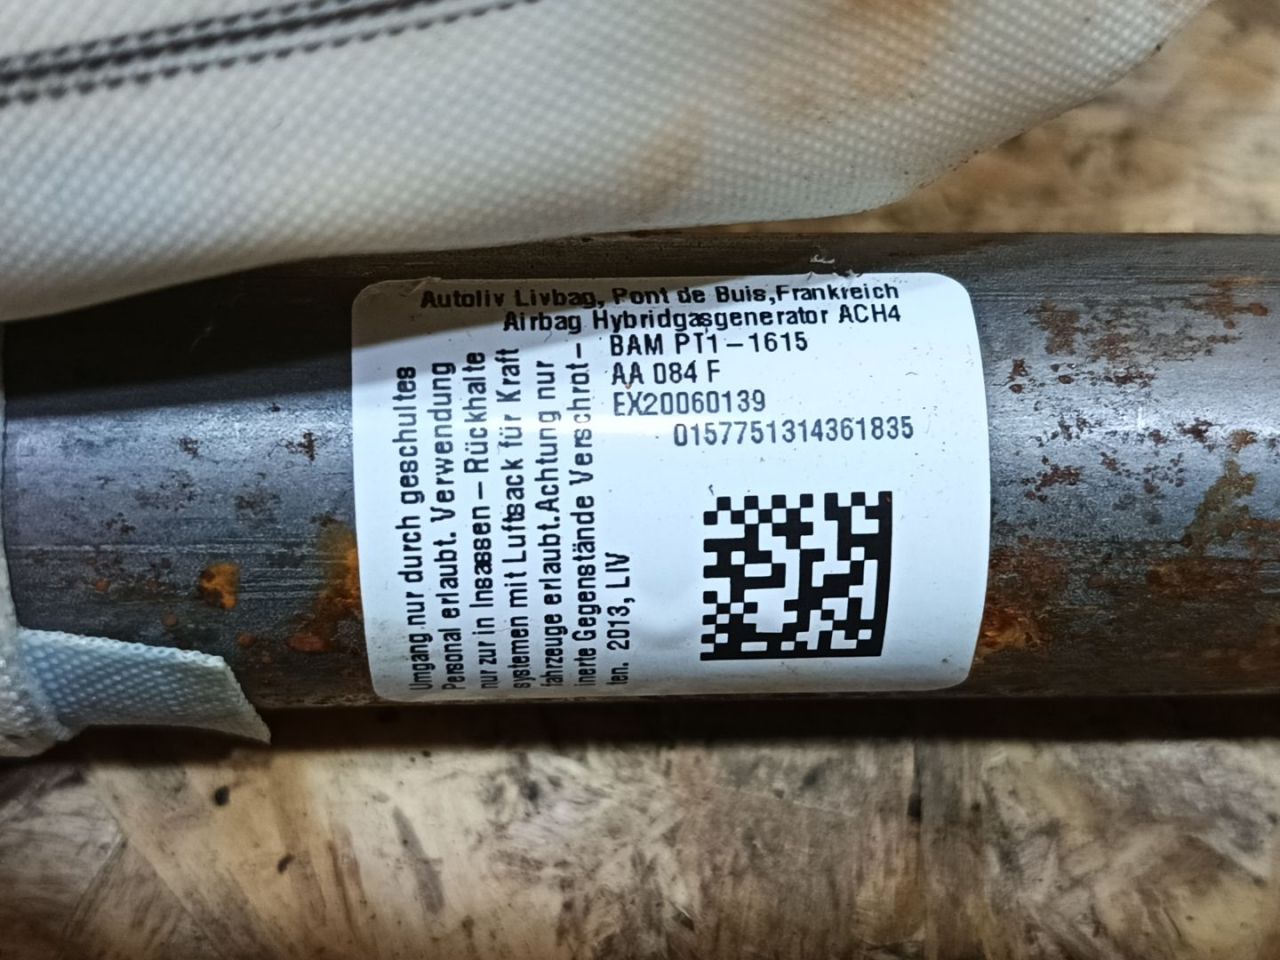 Autoliv Livbag, Pont de Buis,Frankreich
Airbag Hybridgasgenerator ACH4
BAM PT1-1615
AA 084 F
EX20060139
0157751314361835
Umgang nur durch geschultes
Personal erlaubt. Verwendung
nur zur in Insassen-Rückhalte
systemen mit Luftsack für Kraft
fahrzeuge erlaubt.Achtung nur
inerte Gegenstände Verschrot-
ten. 2013, LIV